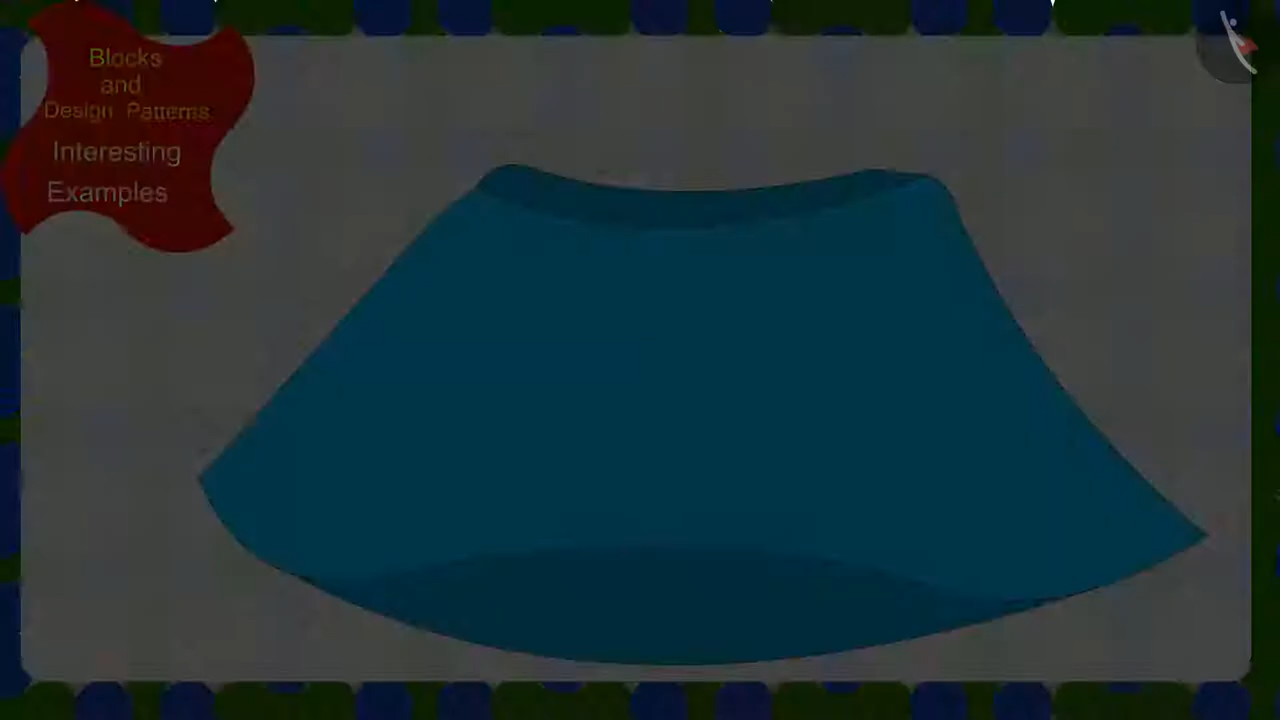 Blocks
and
Design Patterns
Interesting
Examples